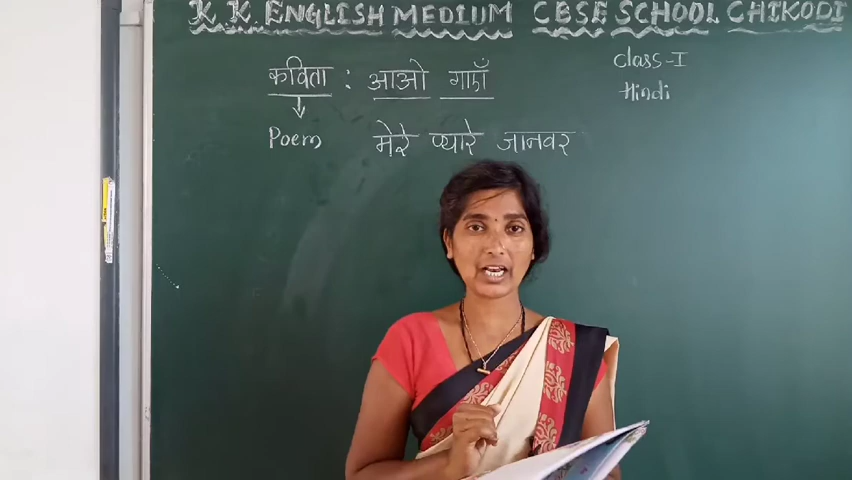 K.K. ENGLISH MEDIUM CBSE SCHOOL CHIKODI
class-I
कविता : आओ गाएँ
Hindi
Poem मेरे प्यारे जानवर